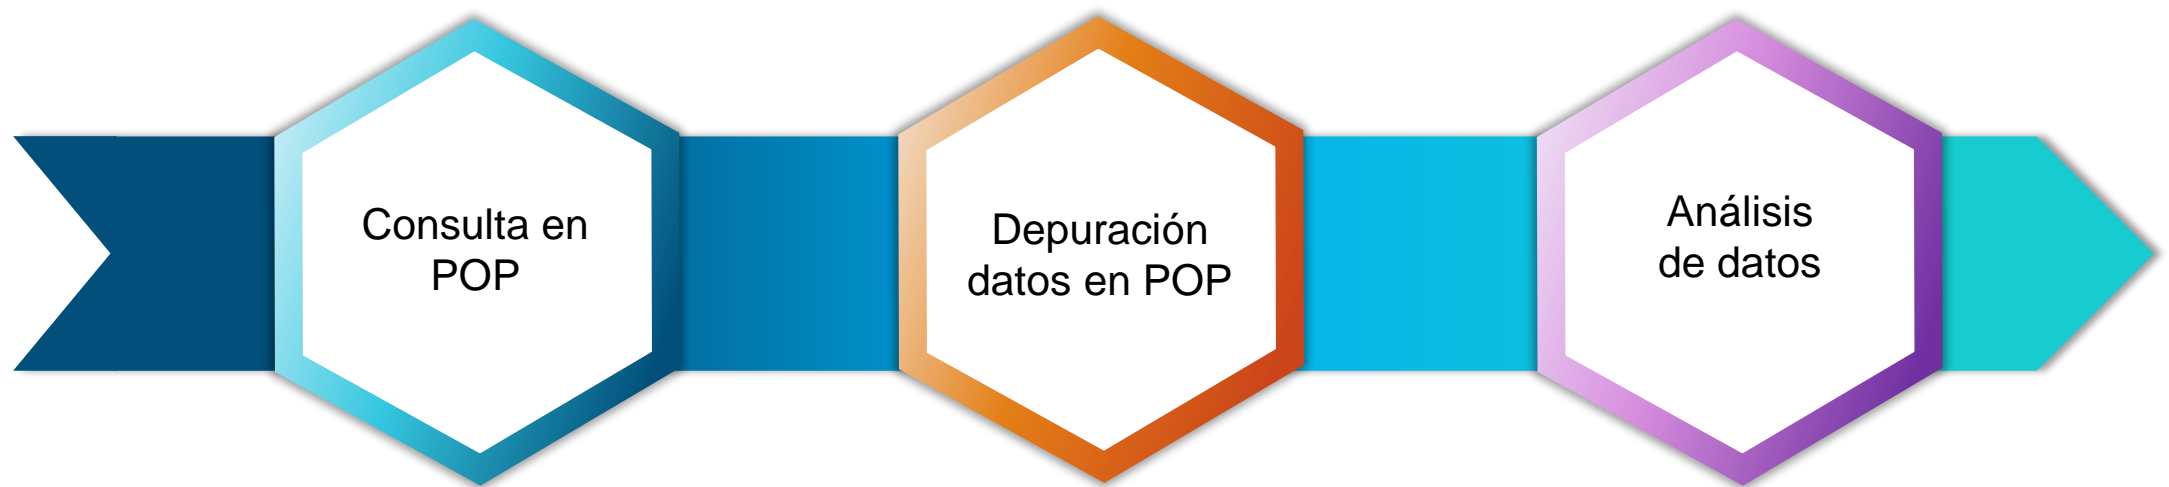 Consulta en
POP
Depuración
datos en POP
Análisis
de datos